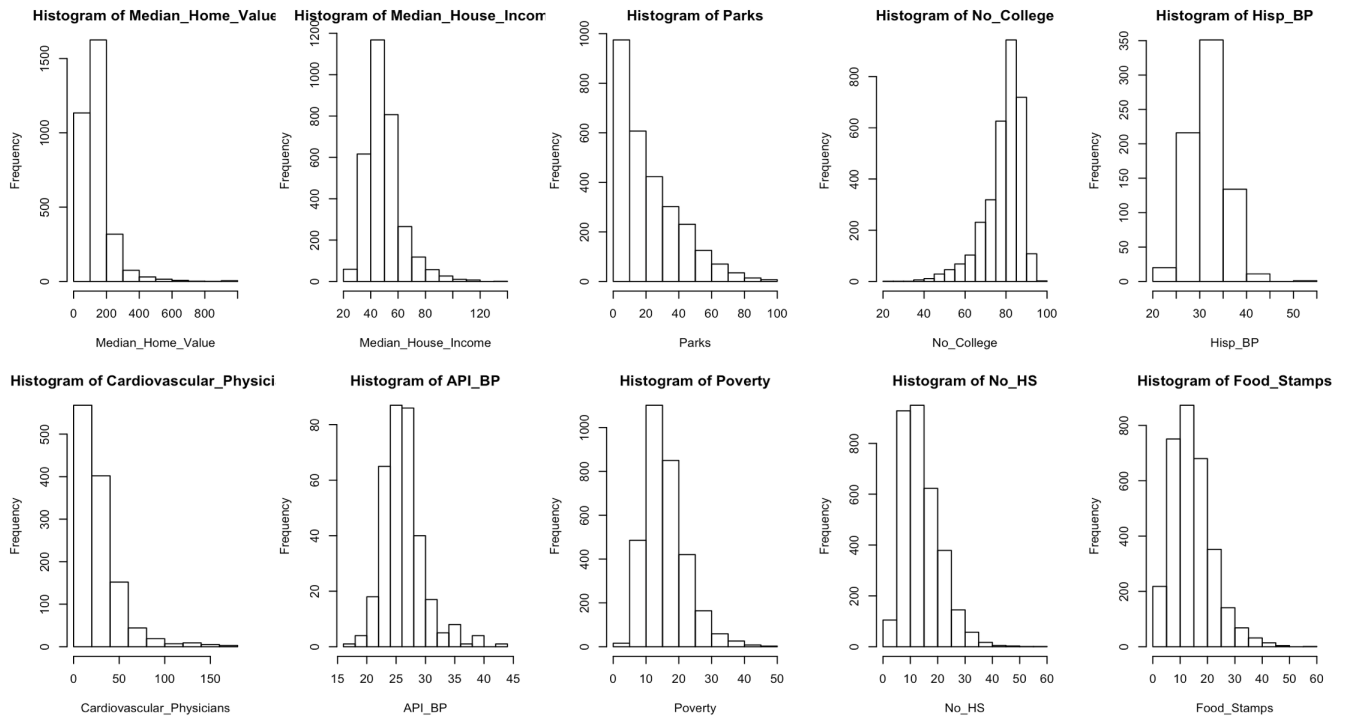 Histogram of Median_Home_Value
Frequency
0 500 1000 1500
0 200 400 600 800
Median_Home_Value
Histogram of Median_House_Incom
Frequency
0 200 400 600 800 1000 1200
20 40 60 80 120
Median_House_Income
Histogram of Parks
Frequency
0 200 400 600 800 1000
0 20 40 60 80 100
Parks
Histogram of No_College
Frequency
0 200 400 600 800
20 40 60 80 100
No_College
Histogram of Hisp_BP
Frequency
0 50 100 150 200 250 300 350
20 30 40 50
Hisp_BP
Histogram of Cardiovascular_Physici
Frequency
0 100 200 300 400 500
0 50 100 150
Cardiovascular_Physicians
Histogram of API_BP
Frequency
0 20 40 60 80
15 20 25 30 35 40 45
API_BP
Histogram of Poverty
Frequency
0 200 400 600 800 1000
0 10 20 30 40 50
Poverty
Histogram of No_HS
Frequency
0 200 400 600 800
0 10 20 30 40 50 60
No_HS
Histogram of Food_Stamps
Frequency
0 200 400 600 800
0 10 20 30 40 50 60
Food_Stamps